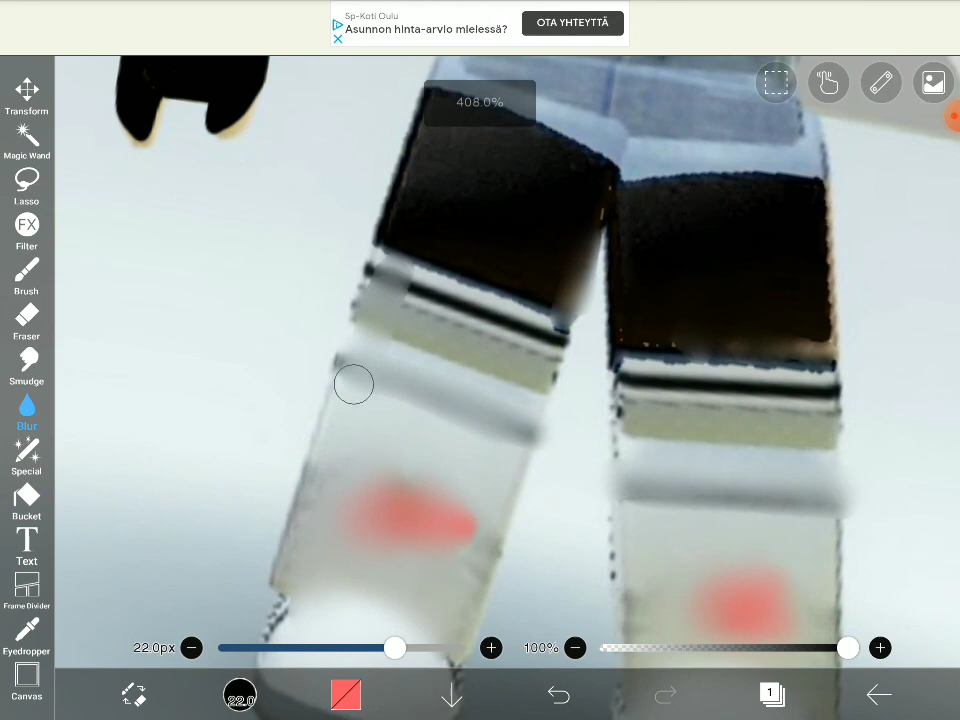 Sp-Koti Oulu
Asunnon hinta-arvio mielessä?
OTA YHTEYTTÄ
408.0%
Transform
Magic Wand
Lasso
FX
Filter
Brush
Eraser
Smudge
Blur
Special
Bucket
T
Text
Frame Divider
Eyedropper
Canvas
22.0px
100%
22.0
1